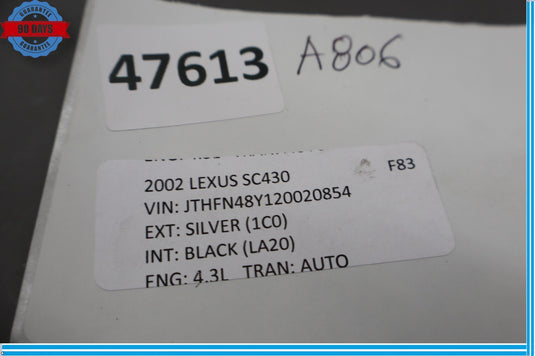 GUARANTEE
90 DAYS
GUARANTEE
47613
A806
F83
2002 LEXUS SC430
VIN: JTHFN48Y120020854
EXT: SILVER (1C0)
INT: BLACK (LA20)
ENG: 4.3L TRAN: AUTO